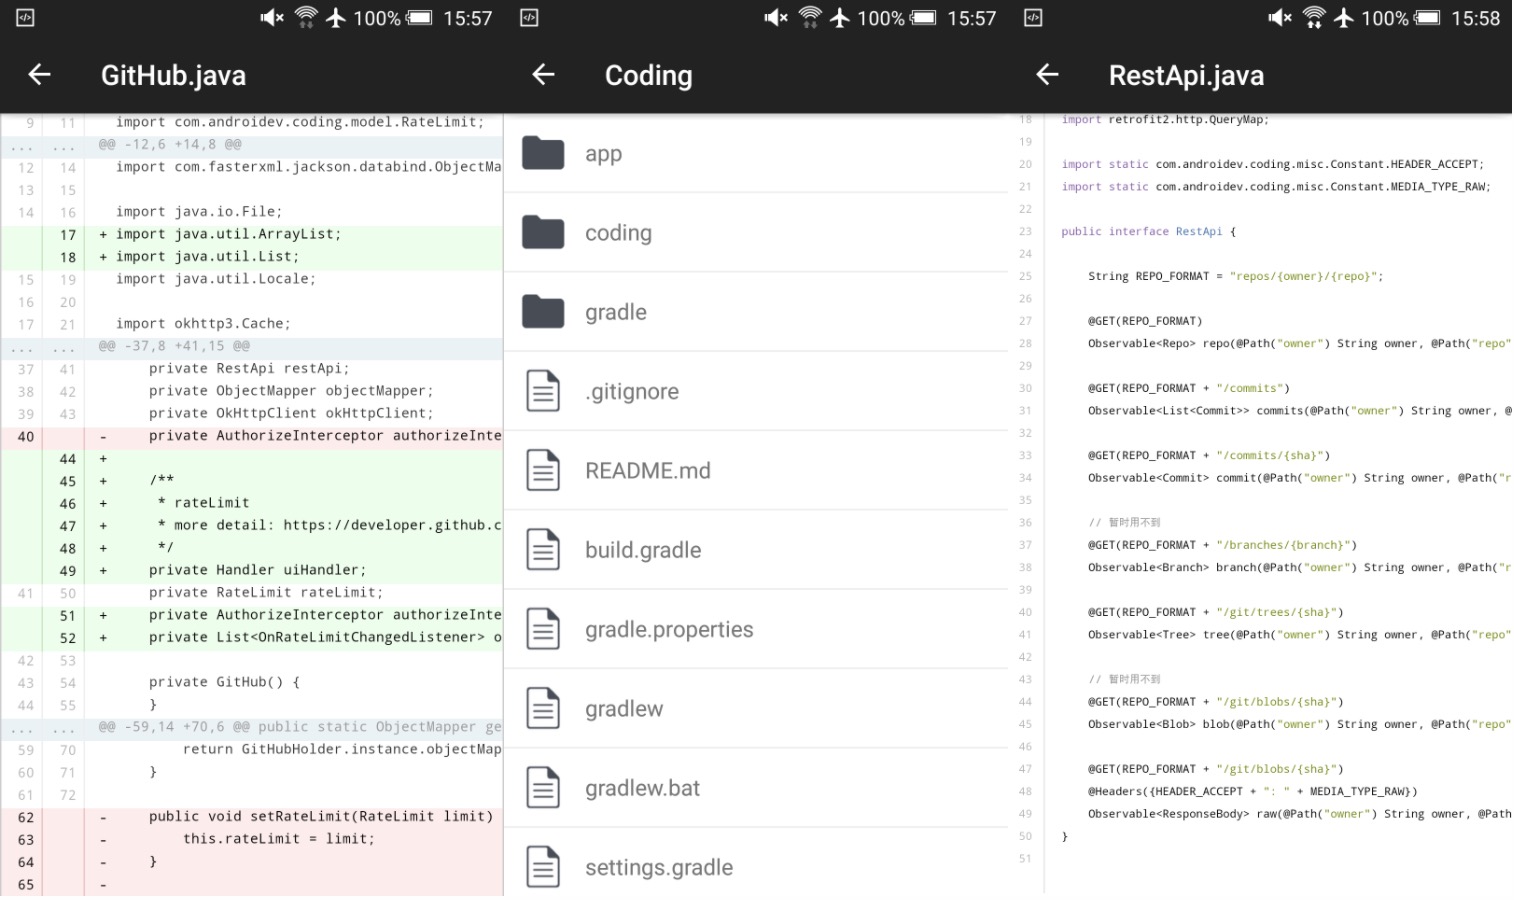 100% 15:57
GitHub.java
9 11 import com.androidev.coding.model.RateLimit;
... ... @@ -12,6 +14,8 @@
12 14 import com.fasterxml.jackson.databind.ObjectMa
13 15
14 16 import java.io.File;
17 + import java.util.ArrayList;
18 + import java.util.List;
15 19 import java.util.Locale;
16 20
17 21 import okhttp3.Cache;
... ... @@ -37,8 +41,15 @@
37 41 private RestApi restApi;
38 42 private ObjectMapper objectMapper;
39 43 private OkHttpClient okHttpClient;
40 - private AuthorizeInterceptor authorizeInte
44 +
45 + /**
46 + * rateLimit
47 + * more detail: https://developer.github.c
48 + */
49 + private Handler uiHandler;
41 50 private RateLimit rateLimit;
51 + private AuthorizeInterceptor authorizeInte
52 + private List<OnRateLimitChangedListener> o
42 53
43 54 private GitHub() {
44 55 }
... ... @@ -59,14 +70,6 @@ public static ObjectMapper ge
59 70 return GitHubHolder.instance.objectMap
60 71 }
61 72
62 - public void setRateLimit(RateLimit limit)
63 - this.rateLimit = limit;
64 - }
65 -
100% 15:57
Coding
app
coding
gradle
.gitignore
README.md
build.gradle
gradle.properties
gradlew
gradlew.bat
settings.gradle
100% 15:58
RestApi.java
18 import retrofit2.http.QueryMap;
19
20 import static com.androidev.coding.misc.Constant.HEADER_ACCEPT;
21 import static com.androidev.coding.misc.Constant.MEDIA_TYPE_RAW;
22
23 public interface RestApi {
24
25 String REPO_FORMAT = "repos/{owner}/{repo}";
26
27 @GET(REPO_FORMAT)
28 Observable<Repo> repo(@Path("owner") String owner, @Path("repo"
29
30 @GET(REPO_FORMAT + "/commits")
31 Observable<List<Commit>> commits(@Path("owner") String owner, @
32
33 @GET(REPO_FORMAT + "/commits/{sha}")
34 Observable<Commit> commit(@Path("owner") String owner, @Path("r
35
36 // 暂时用不到
37 @GET(REPO_FORMAT + "/branches/{branch}")
38 Observable<Branch> branch(@Path("owner") String owner, @Path("r
39
40 @GET(REPO_FORMAT + "/git/trees/{sha}")
41 Observable<Tree> tree(@Path("owner") String owner, @Path("repo"
42
43 // 暂时用不到
44 @GET(REPO_FORMAT + "/git/blobs/{sha}")
45 Observable<Blob> blob(@Path("owner") String owner, @Path("repo"
46
47 @GET(REPO_FORMAT + "/git/blobs/{sha}")
48 @Headers({HEADER_ACCEPT + ": " + MEDIA_TYPE_RAW})
49 Observable<ResponseBody> raw(@Path("owner") String owner, @Path
50 }
51